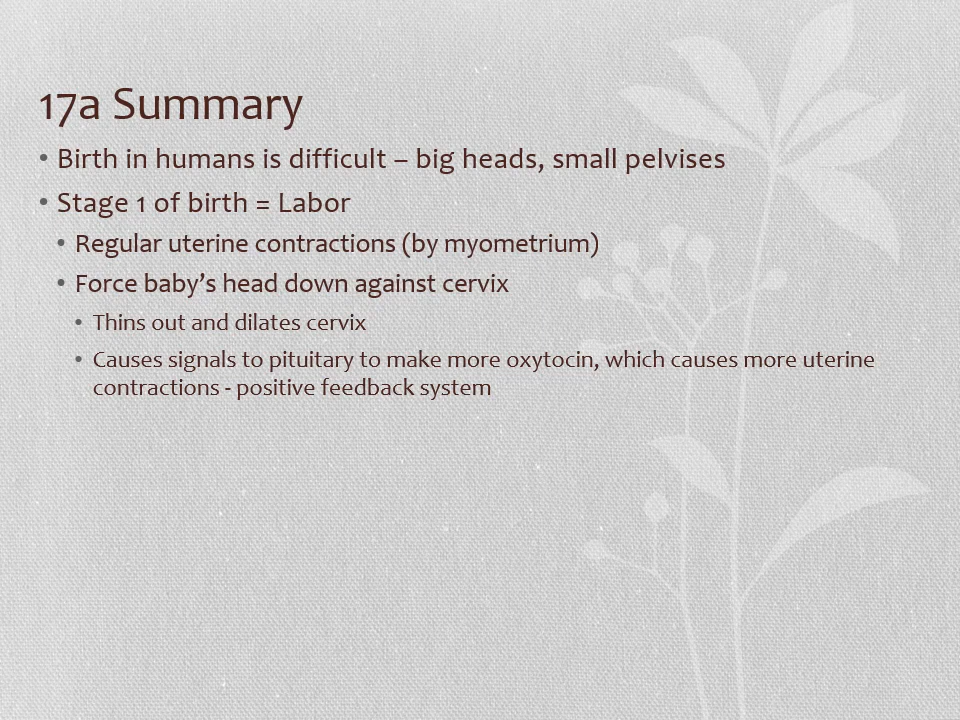 17a Summary
• Birth in humans is difficult – big heads, small pelvises
• Stage 1 of birth = Labor
• Regular uterine contractions (by myometrium)
• Force baby’s head down against cervix
• Thins out and dilates cervix
• Causes signals to pituitary to make more oxytocin, which causes more uterine
contractions - positive feedback system